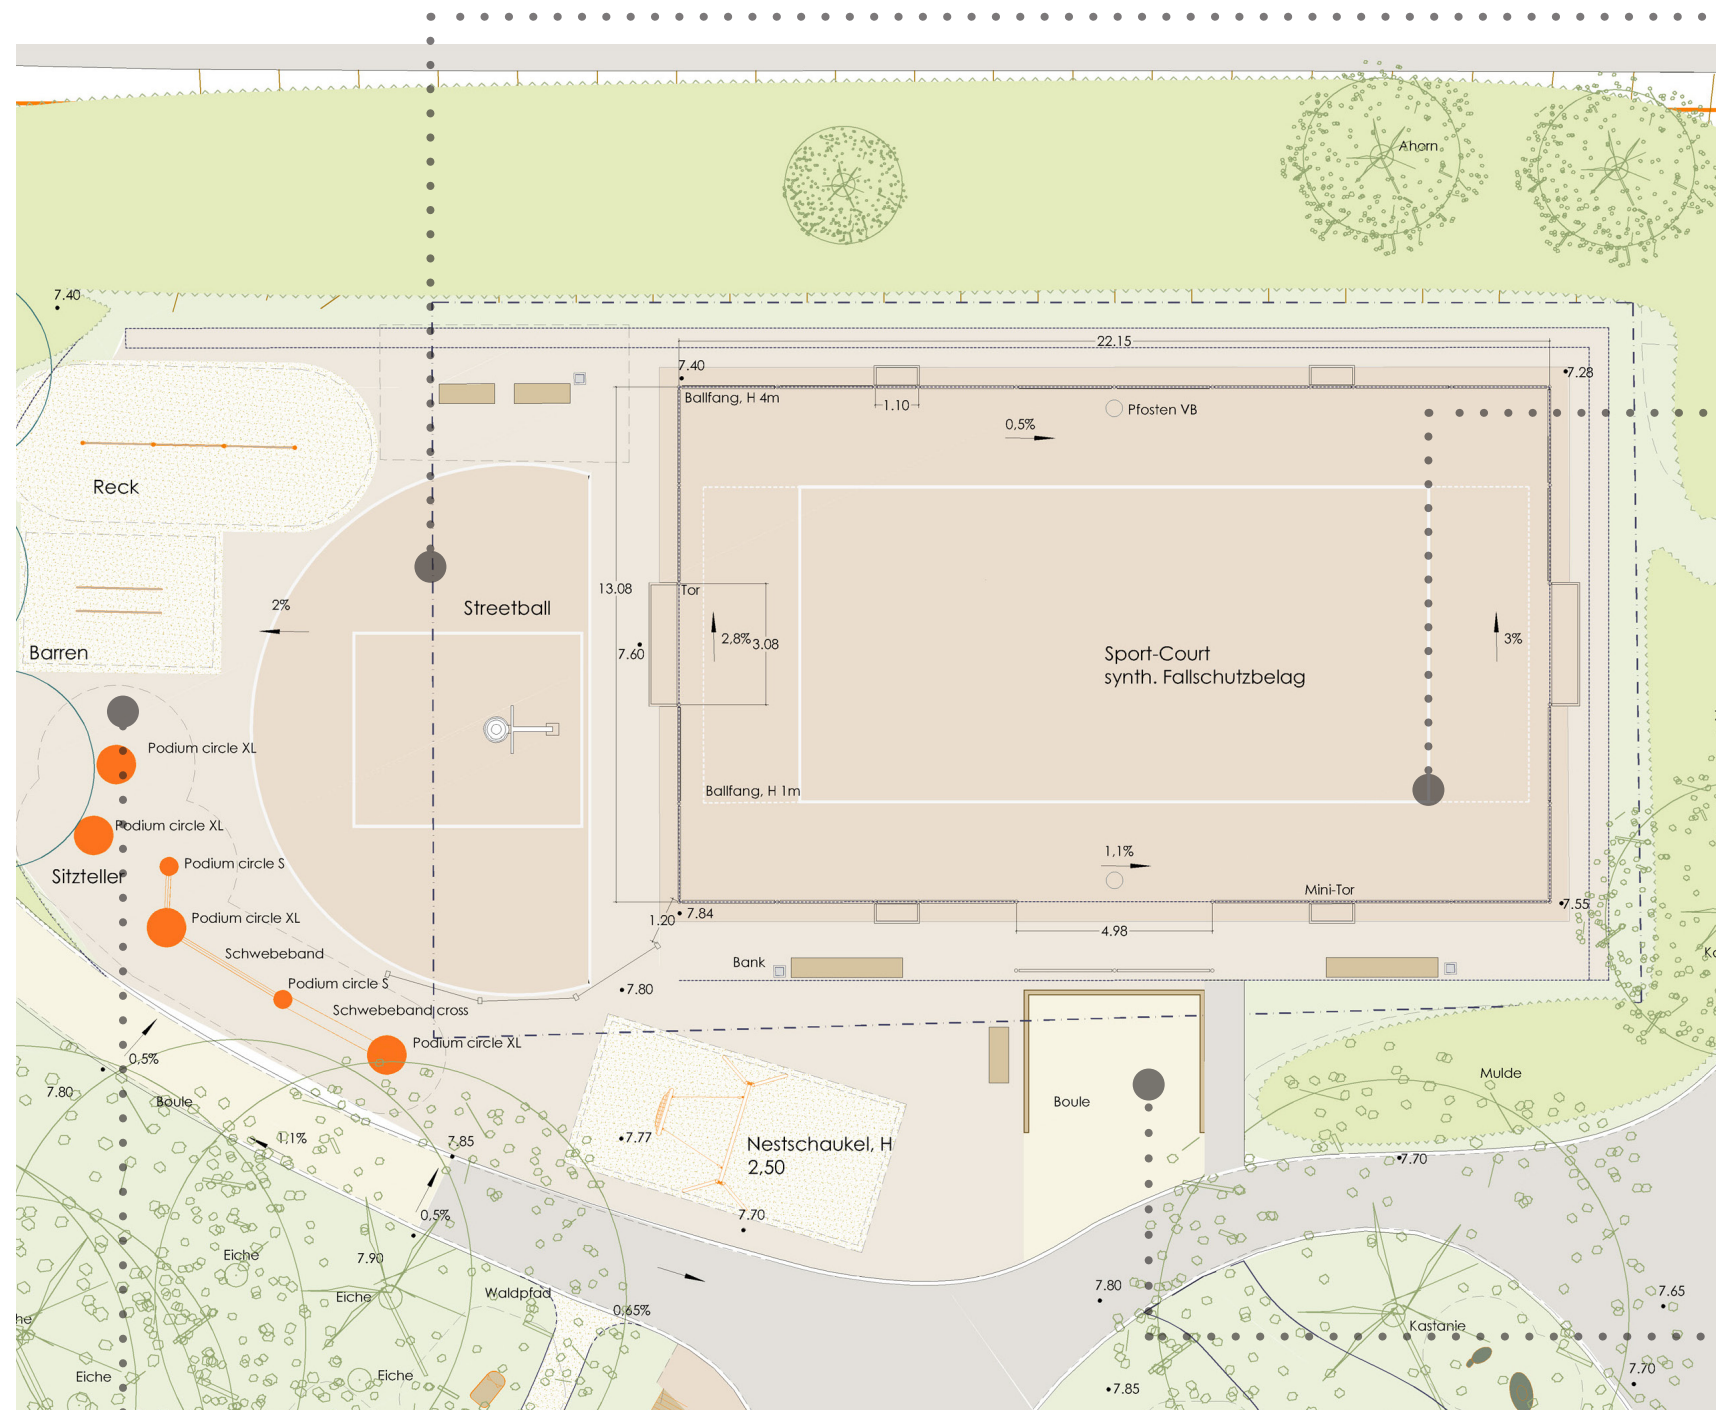 Ahorn
7.40
22.15
7.40
7.28
Ballfang, H 4m
1.10
Pfosten VB
0,5%
Reck
13.08
Tor
2%
Streetball
2,8%
3.08
3%
7.60
Barren
Sport-Court
synth. Fallschutzbelag
Podium circle XL
Ballfang, H 1m
Podium circle XL
1,1%
Podium circle S
Sitzteller
Mini-Tor
7.55
Podium circle XL
1.20
7.84
4.98
Schwebeband
Bank
Podium circle S
7.80
Schwebeband cross
Podium circle XL
0,5%
Mulde
7.80
Boule
Boule
1,1%
7.85
7.77
Nestschaukel, H
2,50
7.70
0,5%
7.70
Eiche
7.90
Waldpfad
7.80
7.65
Eiche
0.65%
he
Kastanie
Eiche
Eiche
7.85
7.70